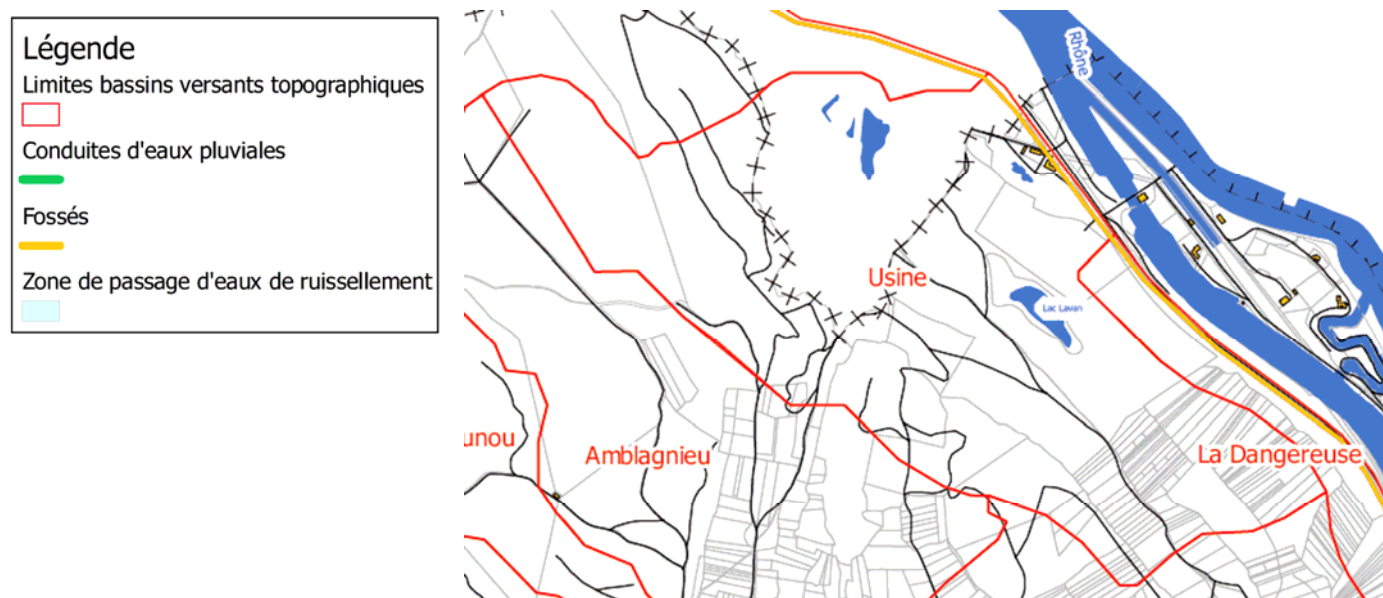 Légende
Limites bassins versants topographiques
Conduites d'eaux pluviales
Fossés
Zone de passage d'eaux de ruissellement
Rhône
Usine
Lac Lavan
unou
Amblagnieu
La Dangereuse